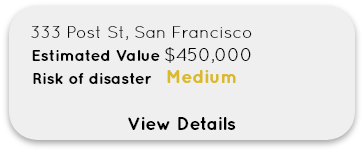 333 Post St, San Francisco
Estimated Value $450,000
Risk of disaster Medium
View Details